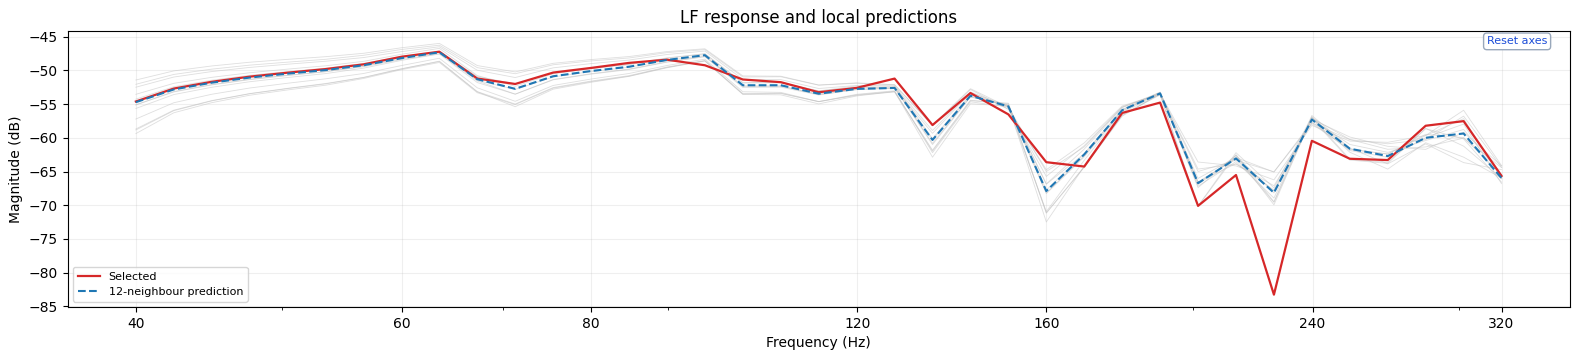 LF response and local predictions
Reset axes
Magnitude (dB)
−45
−50
−55
−60
−65
−70
−75
−80
−85
Selected
12-neighbour prediction
40
60
80
120
160
240
320
Frequency (Hz)